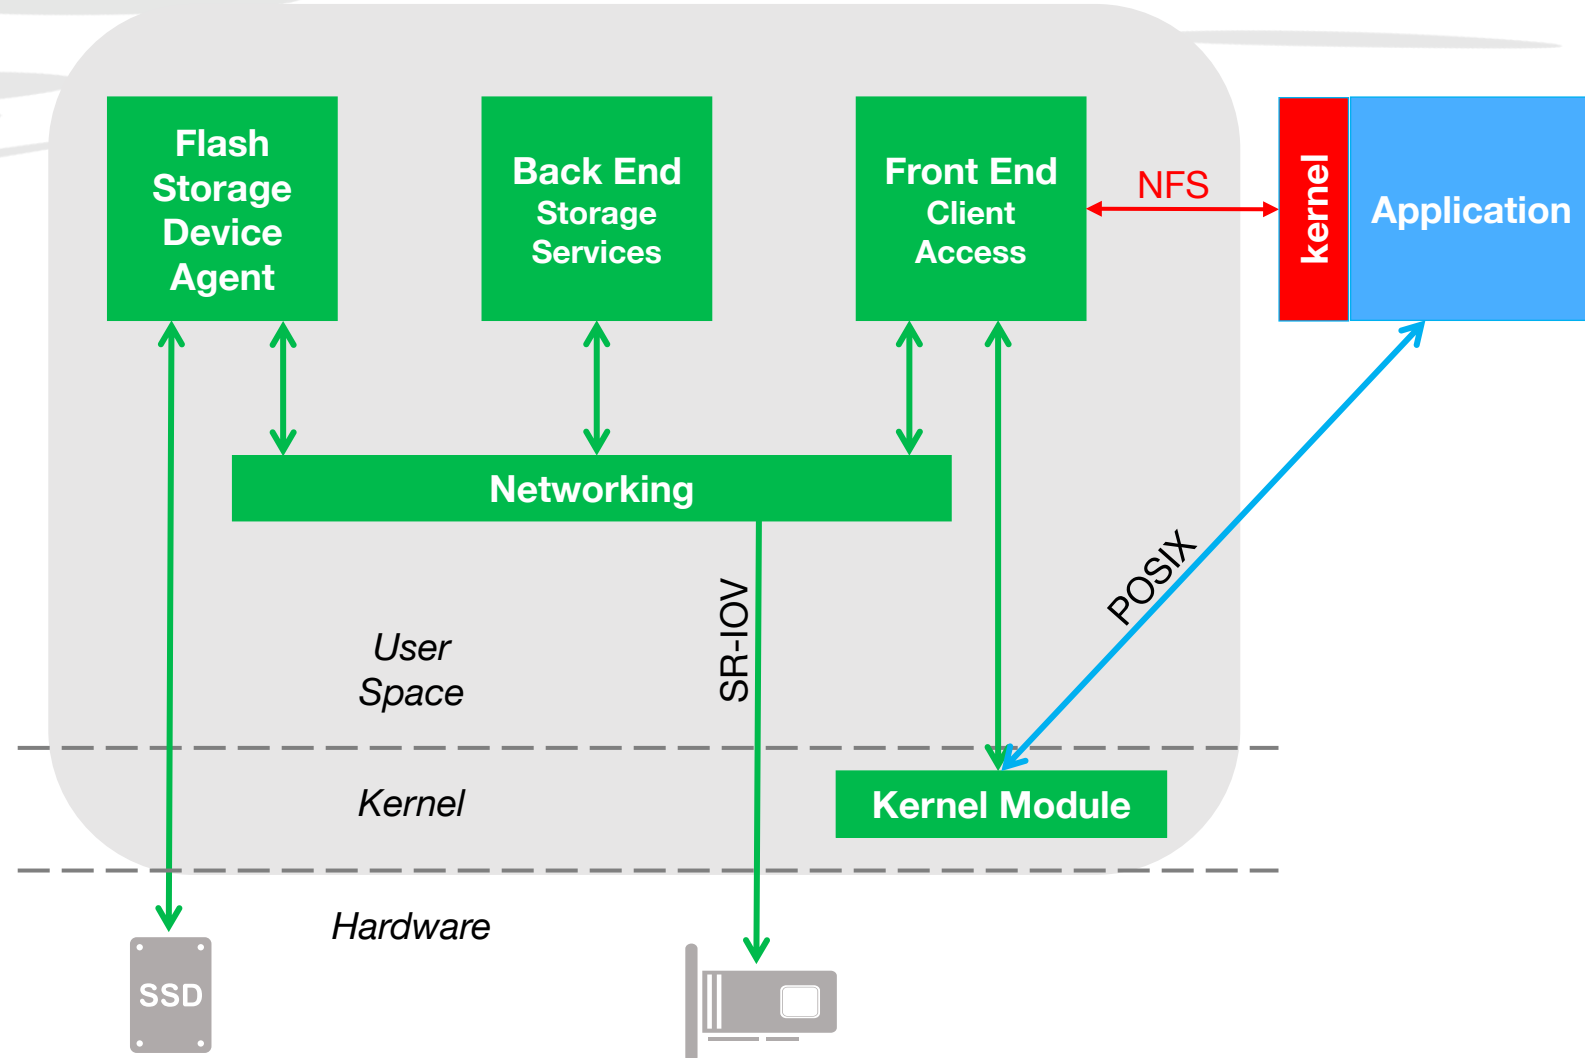 Flash
Storage
Device
Agent
Back End
Storage
Services
Front End
Client
Access
NFS
kernel
Application
Networking
SR-IOV
POSIX
User
Space
Kernel
Kernel Module
Hardware
SSD